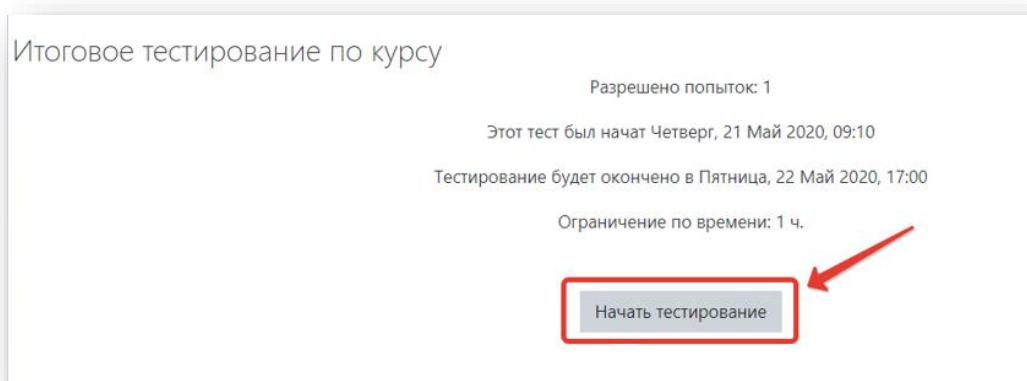 Итоговое тестирование по курсу
Разрешено попыток: 1
Этот тест был начат Четверг, 21 Май 2020, 09:10
Тестирование будет окончено в Пятница, 22 Май 2020, 17:00
Ограничение по времени: 1 ч.
Начать тестирование